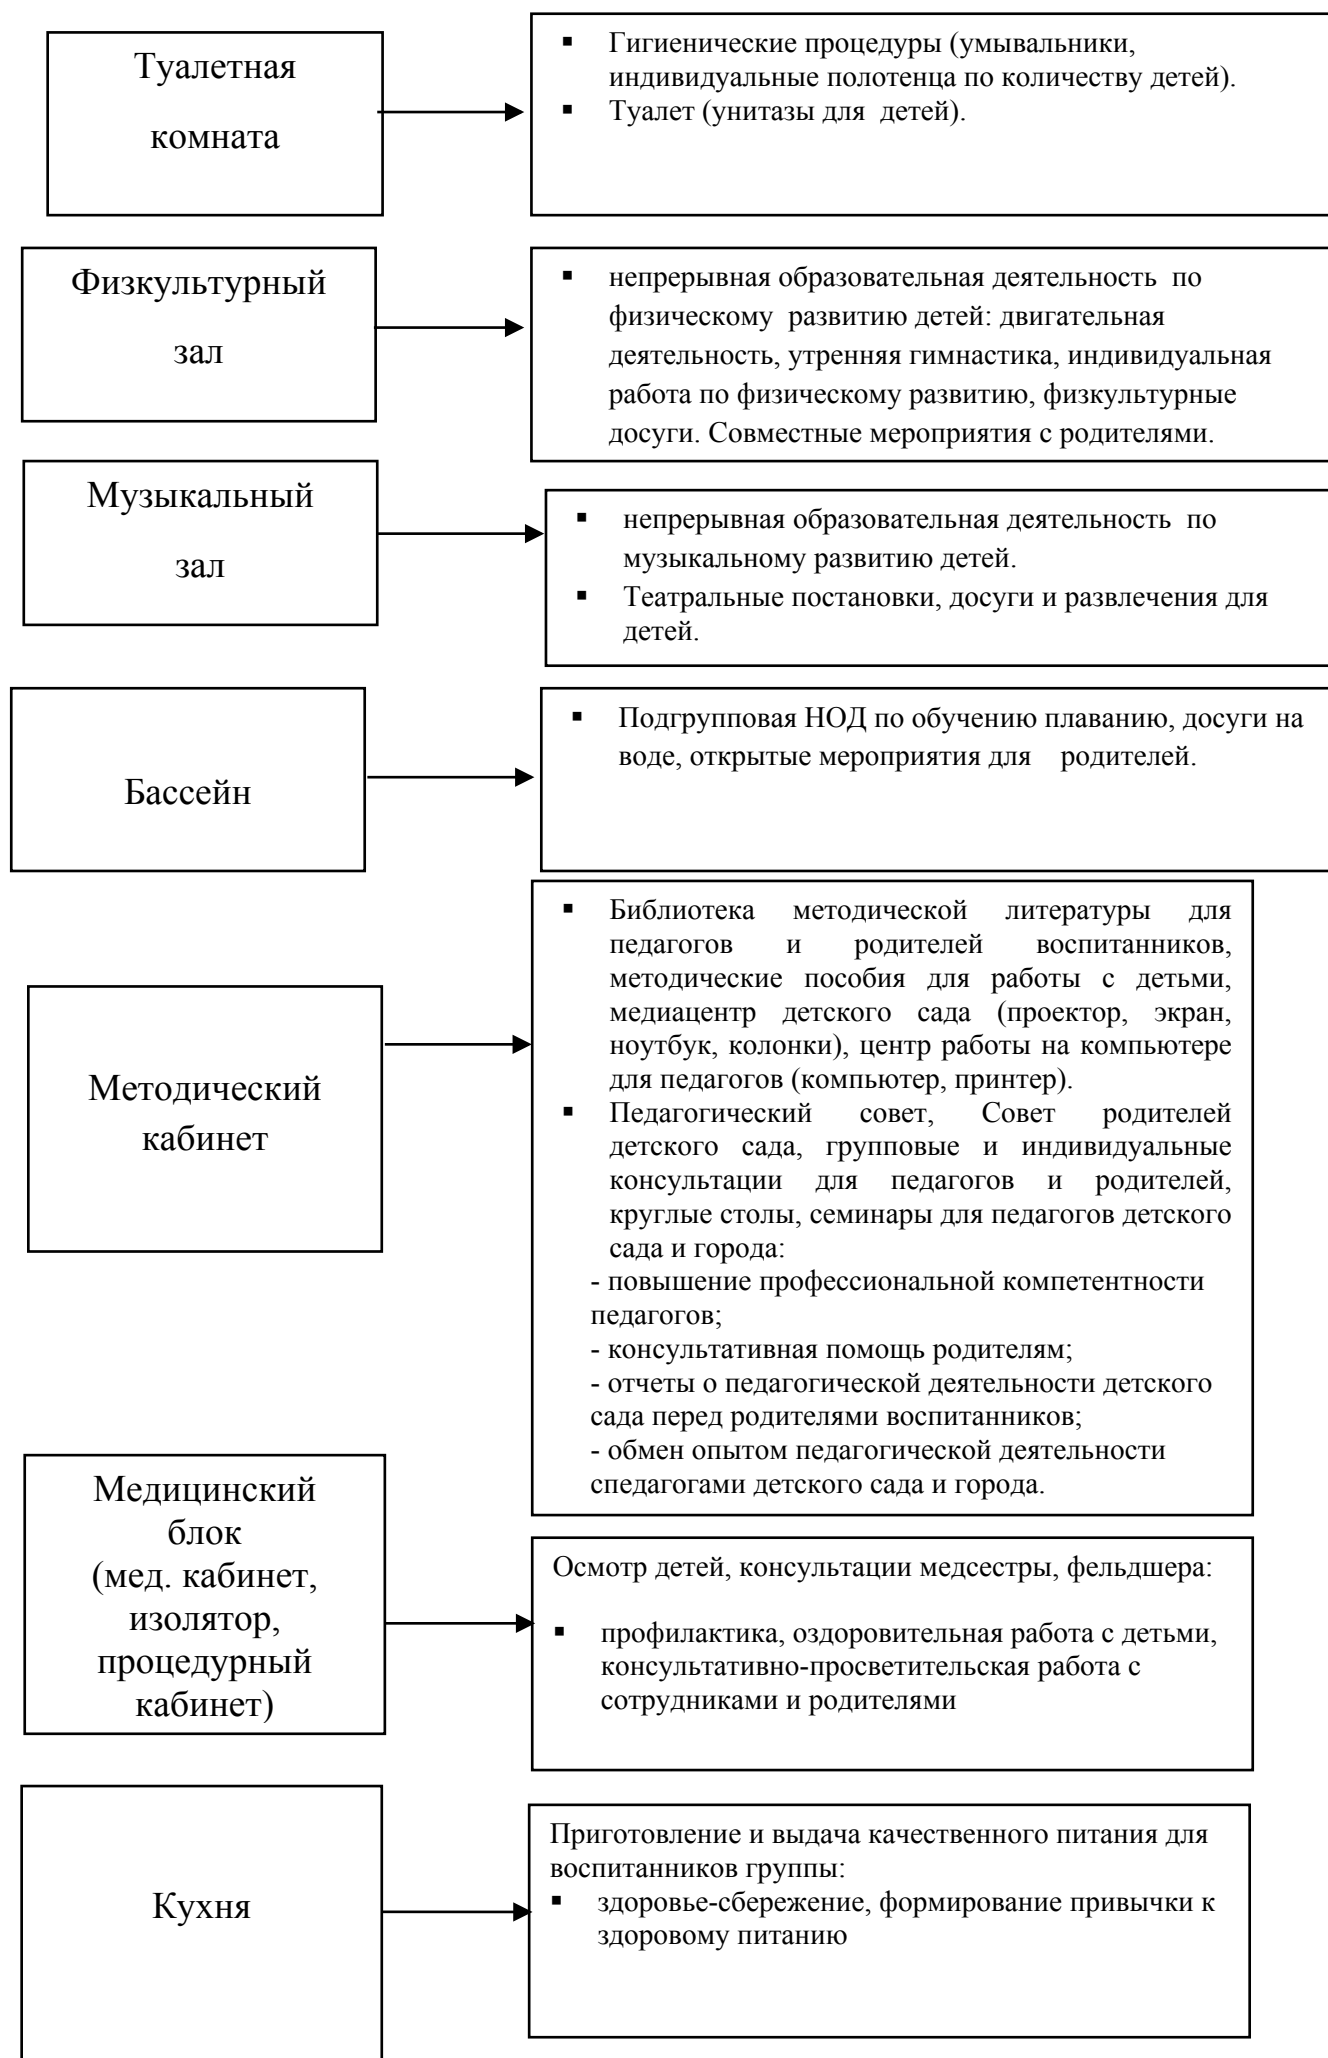 Туалетная
комната
▪ Гигиенические процедуры (умывальники,
индивидуальные полотенца по количеству детей).
▪ Туалет (унитазы для детей).
Физкультурный
зал
▪ непрерывная образовательная деятельность по
физическому развитию детей: двигательная
деятельность, утренняя гимнастика, индивидуальная
работа по физическому развитию, физкультурные
досуги. Совместные мероприятия с родителями.
Музыкальный
зал
▪ непрерывная образовательная деятельность по
музыкальному развитию детей.
▪ Театральные постановки, досуги и развлечения для
детей.
Бассейн
▪ Подгрупповая НОД по обучению плаванию, досуги на
воде, открытые мероприятия для родителей.
Методический
кабинет
▪ Библиотека методической литературы для
педагогов и родителей воспитанников,
методические пособия для работы с детьми,
медиацентр детского сада (проектор, экран,
ноутбук, колонки), центр работы на компьютере
для педагогов (компьютер, принтер).
▪ Педагогический совет, Совет родителей
детского сада, групповые и индивидуальные
консультации для педагогов и родителей,
круглые столы, семинары для педагогов детского
сада и города:
- повышение профессиональной компетентности
педагогов;
- консультативная помощь родителям;
- отчеты о педагогической деятельности детского
сада перед родителями воспитанников;
- обмен опытом педагогической деятельности
спедагогами детского сада и города.
Медицинский
блок
(мед. кабинет,
изолятор,
процедурный
кабинет)
Осмотр детей, консультации медсестры, фельдшера:
▪ профилактика, оздоровительная работа с детьми,
консультативно-просветительская работа с
сотрудниками и родителями
Кухня
Приготовление и выдача качественного питания для
воспитанников группы:
▪ здоровье-сбережение, формирование привычки к
здоровому питанию